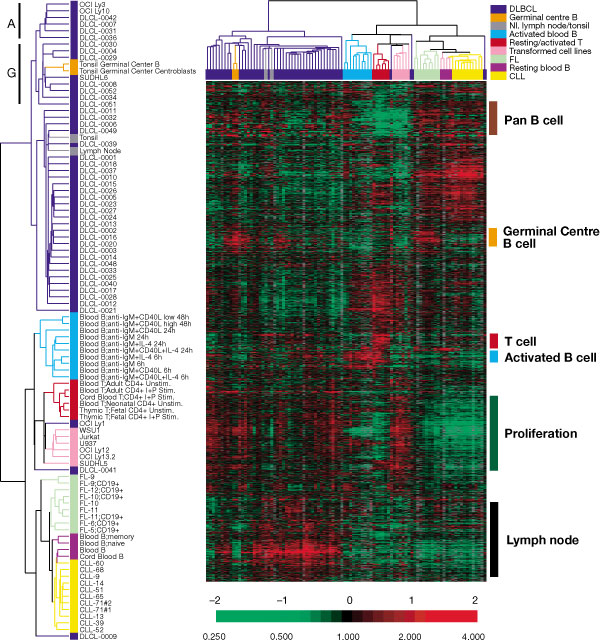 A
G
OCI Ly3
OCI Ly10
DLCL-0042
DLCL-0007
DLCL-0031
DLCL-0036
DLCL-0030
DLCL-0004
DLCL-0029
Tonsil Germinal Center B
Tonsil Germinal Center Centroblasts
SUDHL6
DLCL-0008
DLCL-0052
DLCL-0034
DLCL-0051
DLCL-0011
DLCL-0032
DLCL-0006
DLCL-0049
Tonsil
DLCL-0039
Lymph Node
DLCL-0001
DLCL-0018
DLCL-0037
DLCL-0010
DLCL-0015
DLCL-0026
DLCL-0005
DLCL-0023
DLCL-0027
DLCL-0024
DLCL-0013
DLCL-0002
DLCL-0016
DLCL-0020
DLCL-0003
DLCL-0014
DLCL-0048
DLCL-0033
DLCL-0025
DLCL-0040
DLCL-0017
DLCL-0028
DLCL-0012
DLCL-0021
Blood B;anti-IgM+CD40L low 48h
Blood B;anti-IgM+CD40L high 48h
Blood B;anti-IgM+CD40L 24h
Blood B;anti-IgM 24h
Blood B;anti-IgM+IL-4 24h
Blood B;anti-IgM+CD40L+IL-4 24h
Blood B;anti-IgM+IL-4 6h
Blood B;anti-IgM 6h
Blood B;anti-IgM+CD40L 6h
Blood B;anti-IgM+CD40L+IL-4 6h
Blood T;Adult CD4+ Unstim.
Blood T;Adult CD4+ I+P Stim.
Cord Blood T;CD4+ I+P Stim.
Blood T;Neonatal CD4+ Unstim.
Thymic T;Fetal CD4+ Unstim.
Thymic T;Fetal CD4+ I+P Stim.
OCI Ly1
WSU1
Jurkat
U937
OCI Ly12
OCI Ly13.2
SUDHL5
DLCL-0041
FL-9
FL-9;CD19+
FL-12;CD19+
FL-10;CD19+
FL-10
FL-11
FL-11;CD19+
FL-6;CD19+
FL-5;CD19+
Blood B;memory
Blood B;naive
Blood B
Cord Blood B
CLL-60
CLL-68
CLL-9
CLL-14
CLL-51
CLL-65
CLL-71#2
CLL-71#1
CLL-13
CLL-39
CLL-52
DLCL-0009
DLBCL
Germinal centre B
Nl. lymph node/tonsil
Activated blood B
Resting/activated T
Transformed cell lines
FL
Resting blood B
CLL
Pan B cell
Germinal Centre
B cell
T cell
Activated B cell
Proliferation
Lymph node
−2 −1 0 1 2
0.250 0.500 1.000 2.000 4.000